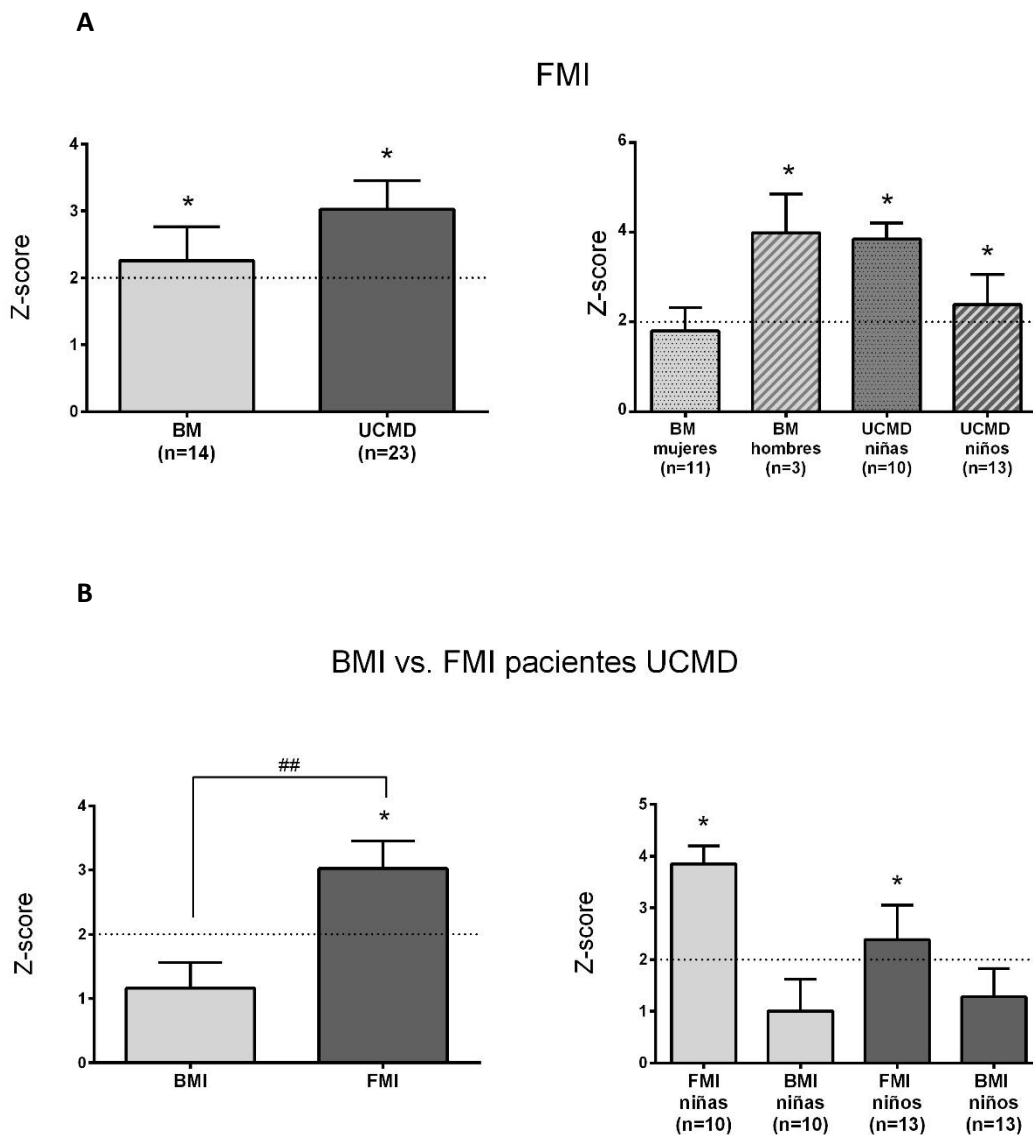 A
FMI
4
3
2
1
0
Z-score
*
*
BM
(n=14)
UCMD
(n=23)
6
4
2
0
Z-score
*
*
*
BM
mujeres
(n=11)
BM
hombres
(n=3)
UCMD
niñas
(n=10)
UCMD
niños
(n=13)
B
BMI vs. FMI pacientes UCMD
##
4
3
2
1
0
Z-score
*
BMI
FMI
5
4
3
2
1
0
Z-score
*
*
FMI
niñas
(n=10)
BMI
niñas
(n=10)
FMI
niños
(n=13)
BMI
niños
(n=13)